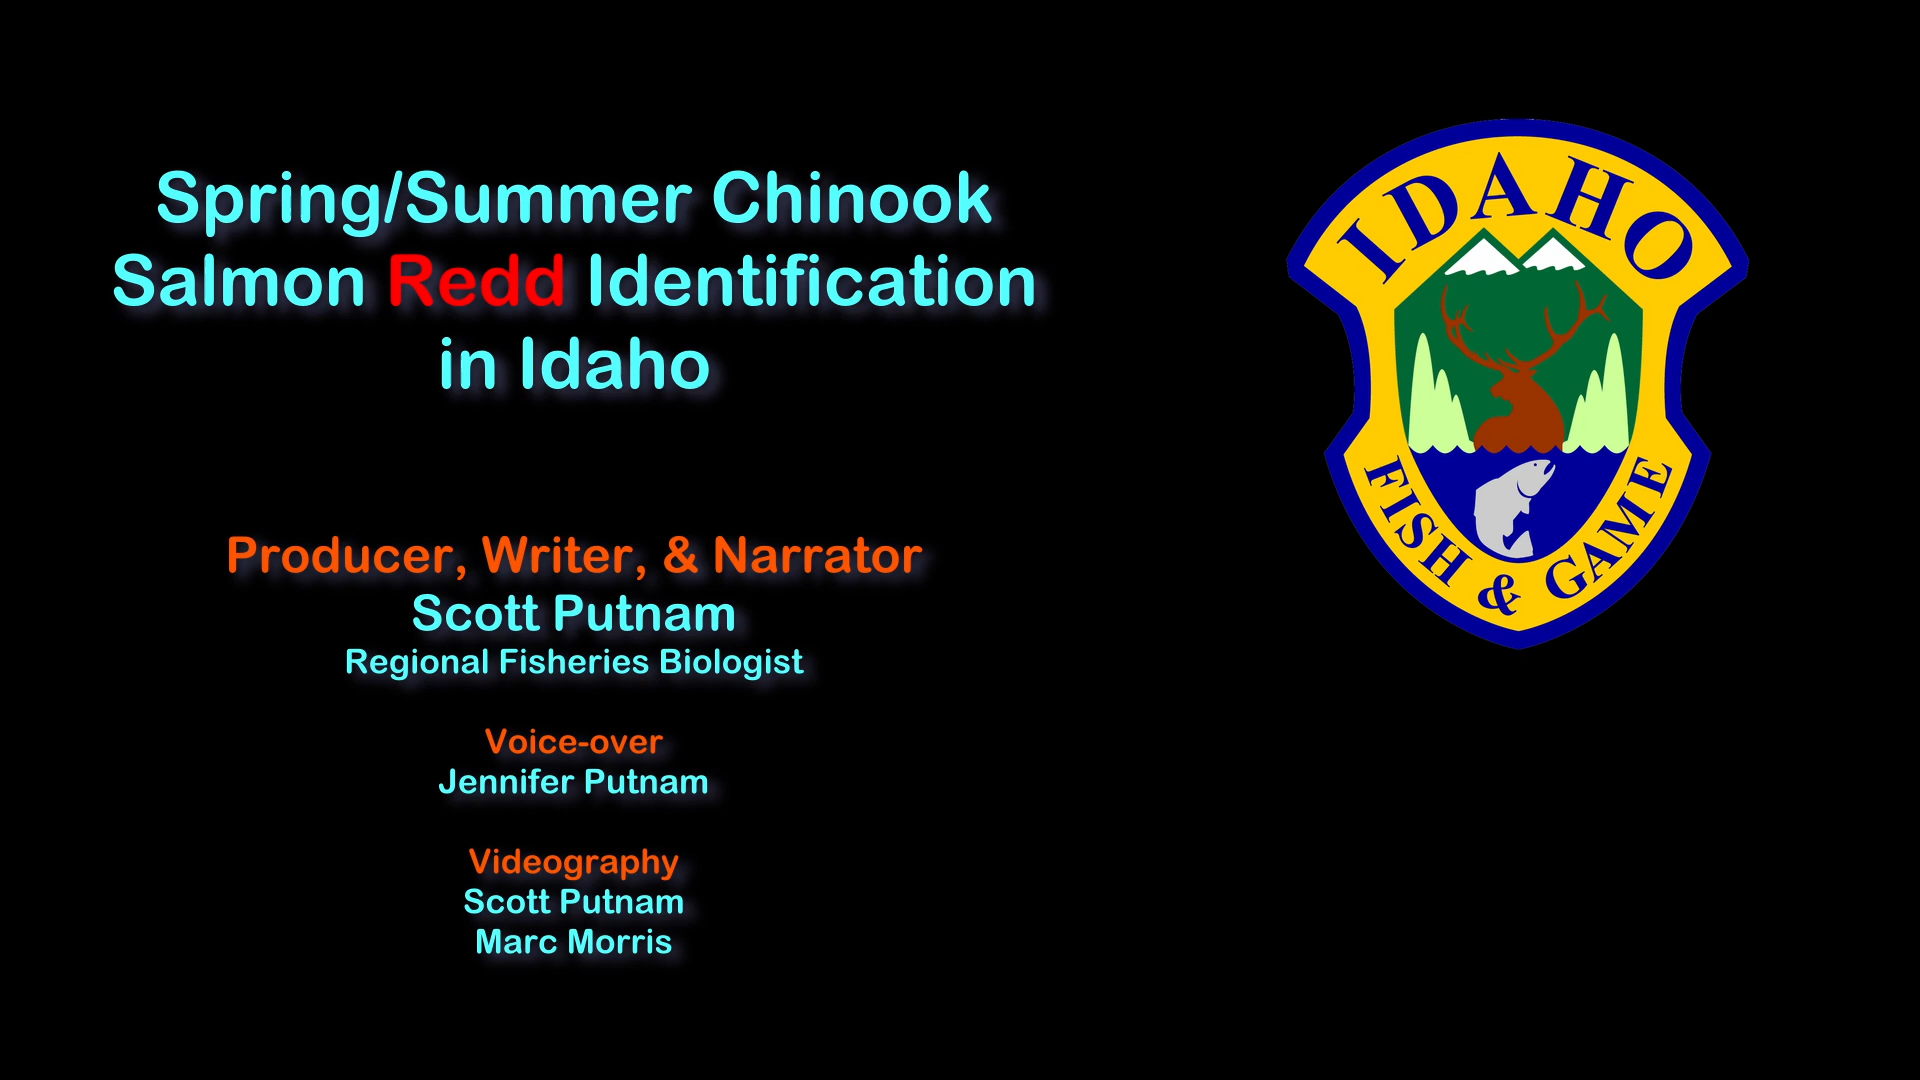 Spring/Summer Chinook
Salmon Redd Identification
in Idaho
Producer, Writer, & Narrator
Scott Putnam
Regional Fisheries Biologist
Voice-over
Jennifer Putnam
Videography
Scott Putnam
Marc Morris
IDAHO
FISH & GAME